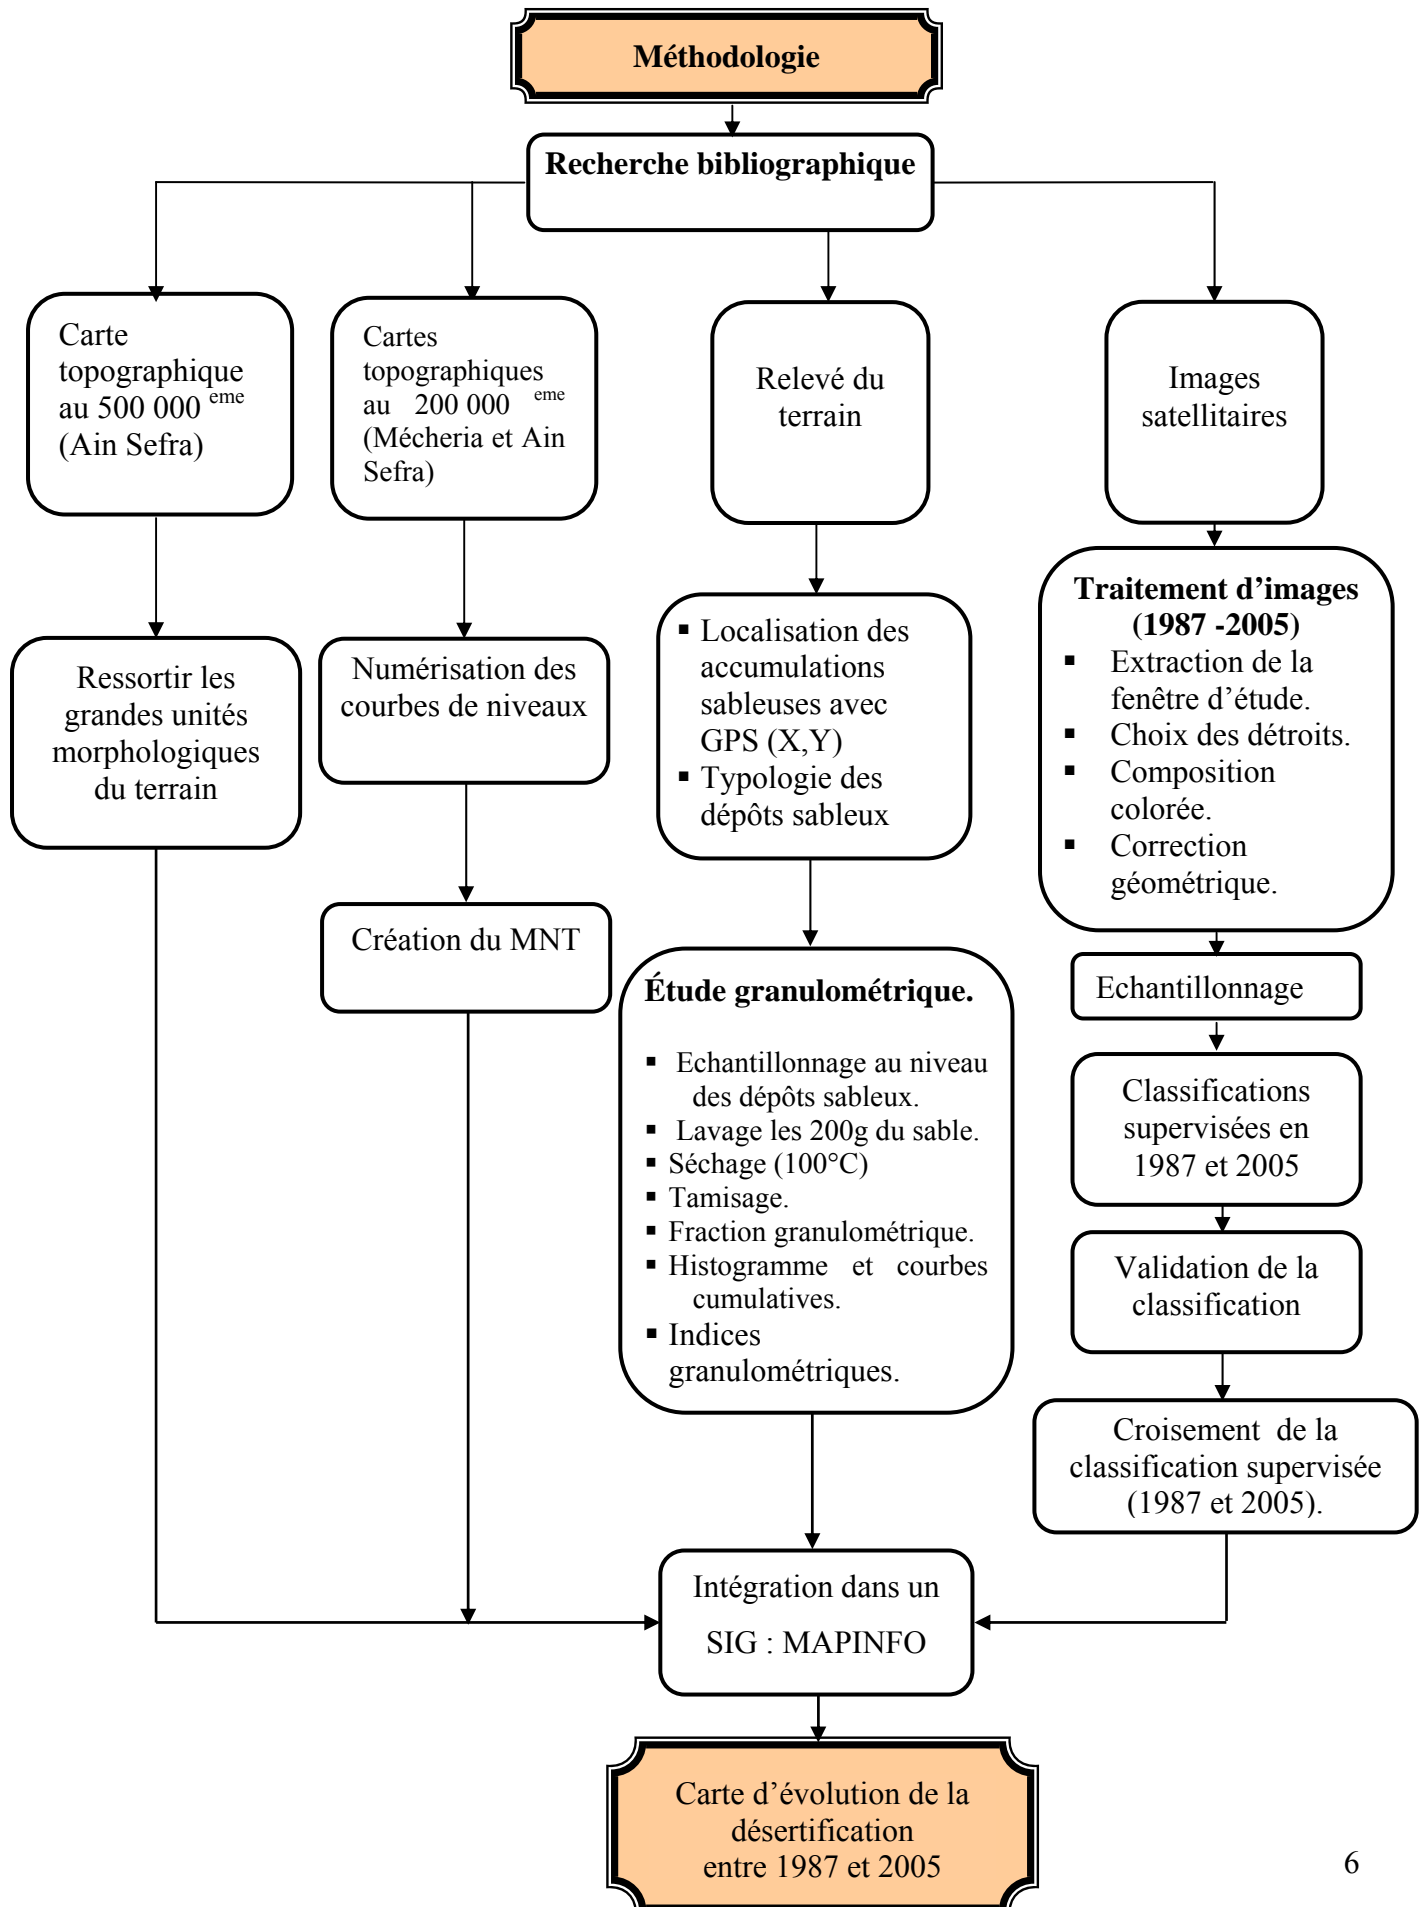 Méthodologie
Recherche bibliographique
Carte
topographique
au 500 000 eme
(Ain Sefra)
Cartes
topographiques
au 200 000 eme
(Mécheria et Ain
Sefra)
Relevé du
terrain
Images
satellitaires
Ressortir les
grandes unités
morphologiques
du terrain
Numérisation des
courbes de niveaux
Création du MNT
▪ Localisation des
accumulations
sableuses avec
GPS (X,Y)
▪ Typologie des
dépôts sableux
Étude granulométrique.
▪ Echantillonnage au niveau
des dépôts sableux.
▪ Lavage les 200g du sable.
▪ Séchage (100°C)
▪ Tamisage.
▪ Fraction granulométrique.
▪ Histogramme et courbes
cumulatives.
▪ Indices
granulométriques.
Traitement d’images
(1987 -2005)
▪ Extraction de la
fenêtre d’étude.
▪ Choix des détroits.
▪ Composition
colorée.
▪ Correction
géométrique.
Echantillonnage
Classifications
supervisées en
1987 et 2005
Validation de la
classification
Croisement de la
classification supervisée
(1987 et 2005).
Intégration dans un
SIG : MAPINFO
Carte d’évolution de la
désertification
entre 1987 et 2005
6